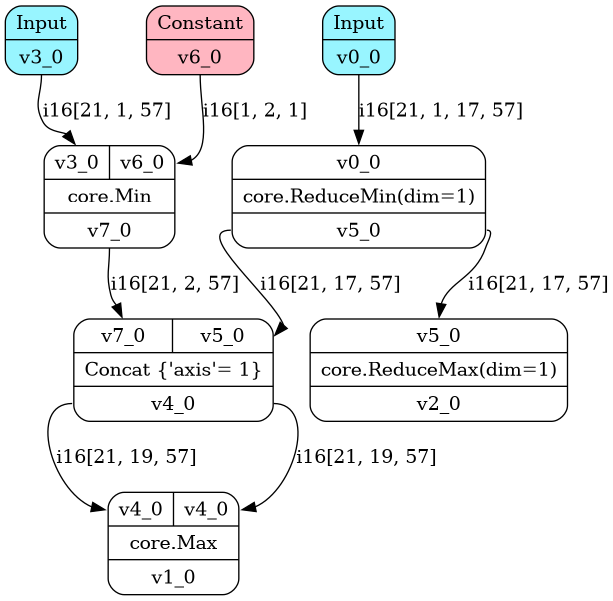 Input
v3_0
Constant
v6_0
Input
v0_0
i16[21, 1, 57]
i16[1, 2, 1]
i16[21, 1, 17, 57]
v3_0 v6_0
core.Min
v7_0
v0_0
core.ReduceMin(dim=1)
v5_0
i16[21, 2, 57]
i16[21, 17, 57]
i16[21, 17, 57]
v7_0 v5_0
Concat {'axis'= 1}
v4_0
v5_0
core.ReduceMax(dim=1)
v2_0
i16[21, 19, 57]
i16[21, 19, 57]
v4_0 v4_0
core.Max
v1_0